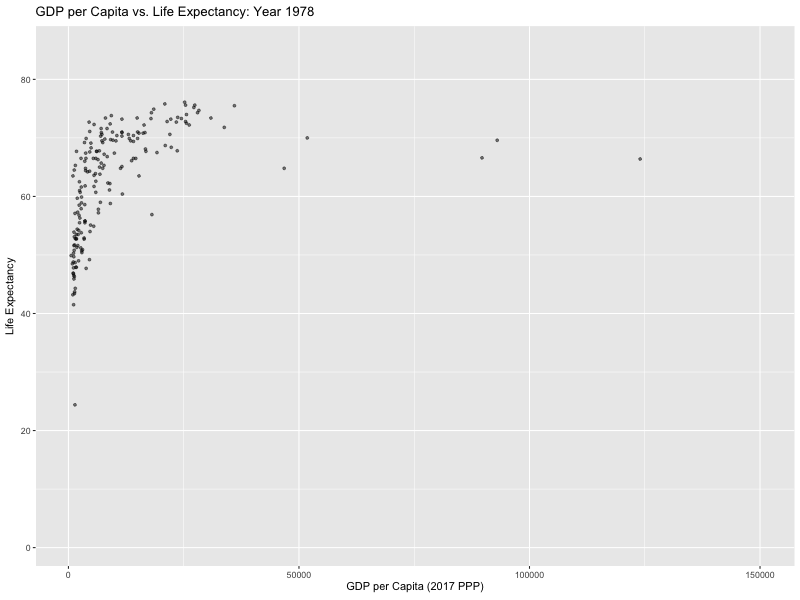 GDP per Capita vs. Life Expectancy: Year 1978
80
60
40
20
0
Life Expectancy
0 50000 100000 150000
GDP per Capita (2017 PPP)